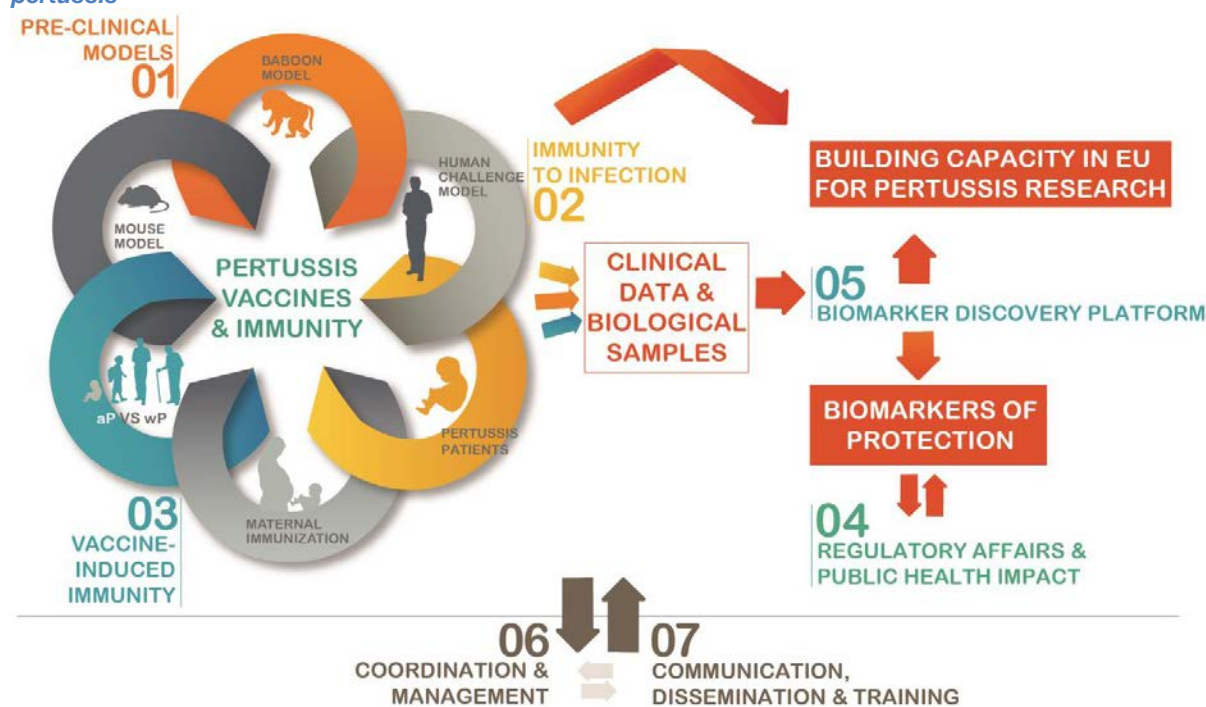 pertussis
PRE-CLINICAL
MODELS
01
BABOON
MODEL
HUMAN
CHALLENGE
MODEL
MOUSE
MODEL
PERTUSSIS
VACCINES
& IMMUNITY
aP VS wP
PERTUSSIS
PATIENTS
MATERNAL
IMMUNIZATION
IMMUNITY
TO INFECTION
02
03
VACCINE-
INDUCED
IMMUNITY
CLINICAL
DATA &
BIOLOGICAL
SAMPLES
BUILDING CAPACITY IN EU
FOR PERTUSSIS RESEARCH
05
BIOMARKER DISCOVERY PLATFORM
BIOMARKERS OF
PROTECTION
04
REGULATORY AFFAIRS &
PUBLIC HEALTH IMPACT
06
COORDINATION &
MANAGEMENT
07
COMMUNICATION,
DISSEMINATION & TRAINING